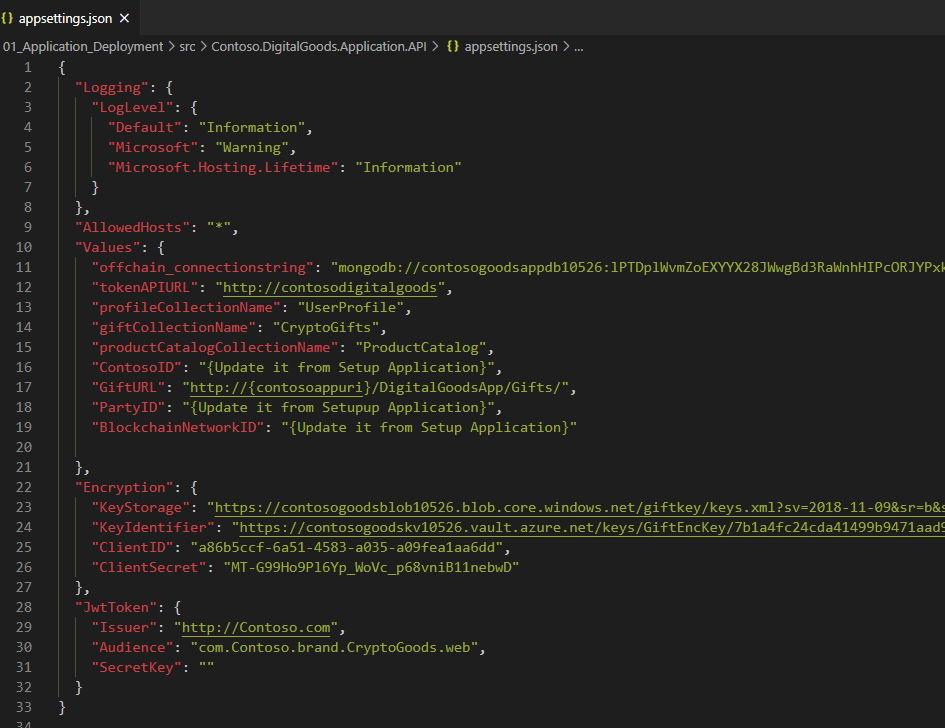 {} appsettings.json ×
01_Application_Deployment > src > Contoso.DigitalGoods.Application.API > {} appsettings.json > ...
1 {
2 "Logging": {
3 "LogLevel": {
4 "Default": "Information",
5 "Microsoft": "Warning",
6 "Microsoft.Hosting.Lifetime": "Information"
7 }
8 },
9 "AllowedHosts": "*",
10 "Values": {
11 "offchain_connectionstring": "mongodb://contosogoodsappdb10526:lPTDplWvmZoEXYYX28JWwgBd3RaWnhHIPcORJYPxk
12 "tokenAPIURL": "http://contosodigitalgoods",
13 "profileCollectionName": "UserProfile",
14 "giftCollectionName": "CryptoGifts",
15 "productCatalogCollectionName": "ProductCatalog",
16 "ContosoID": "{Update it from Setup Application}",
17 "GiftURL": "http://{contosoappuri}/DigitalGoodsApp/Gifts/",
18 "PartyID": "{Update it from Setupup Application}",
19 "BlockchainNetworkID": "{Update it from Setup Application}"
20
21 },
22 "Encryption": {
23 "KeyStorage": "https://contosogoodsblob10526.blob.core.windows.net/giftkey/keys.xml?sv=2018-11-09&sr=b&s
24 "KeyIdentifier": "https://contosogoodskv10526.vault.azure.net/keys/GiftEncKey/7b1a4fc24cda41499b9471aad9
25 "ClientID": "a86b5ccf-6a51-4583-a035-a09fea1aa6dd",
26 "ClientSecret": "MT-G99Ho9Pl6Yp_WoVc_p68vniB11nebwD"
27 },
28 "JwtToken": {
29 "Issuer": "http://Contoso.com",
30 "Audience": "com.Contoso.brand.CryptoGoods.web",
31 "SecretKey": ""
32 }
33 }
34